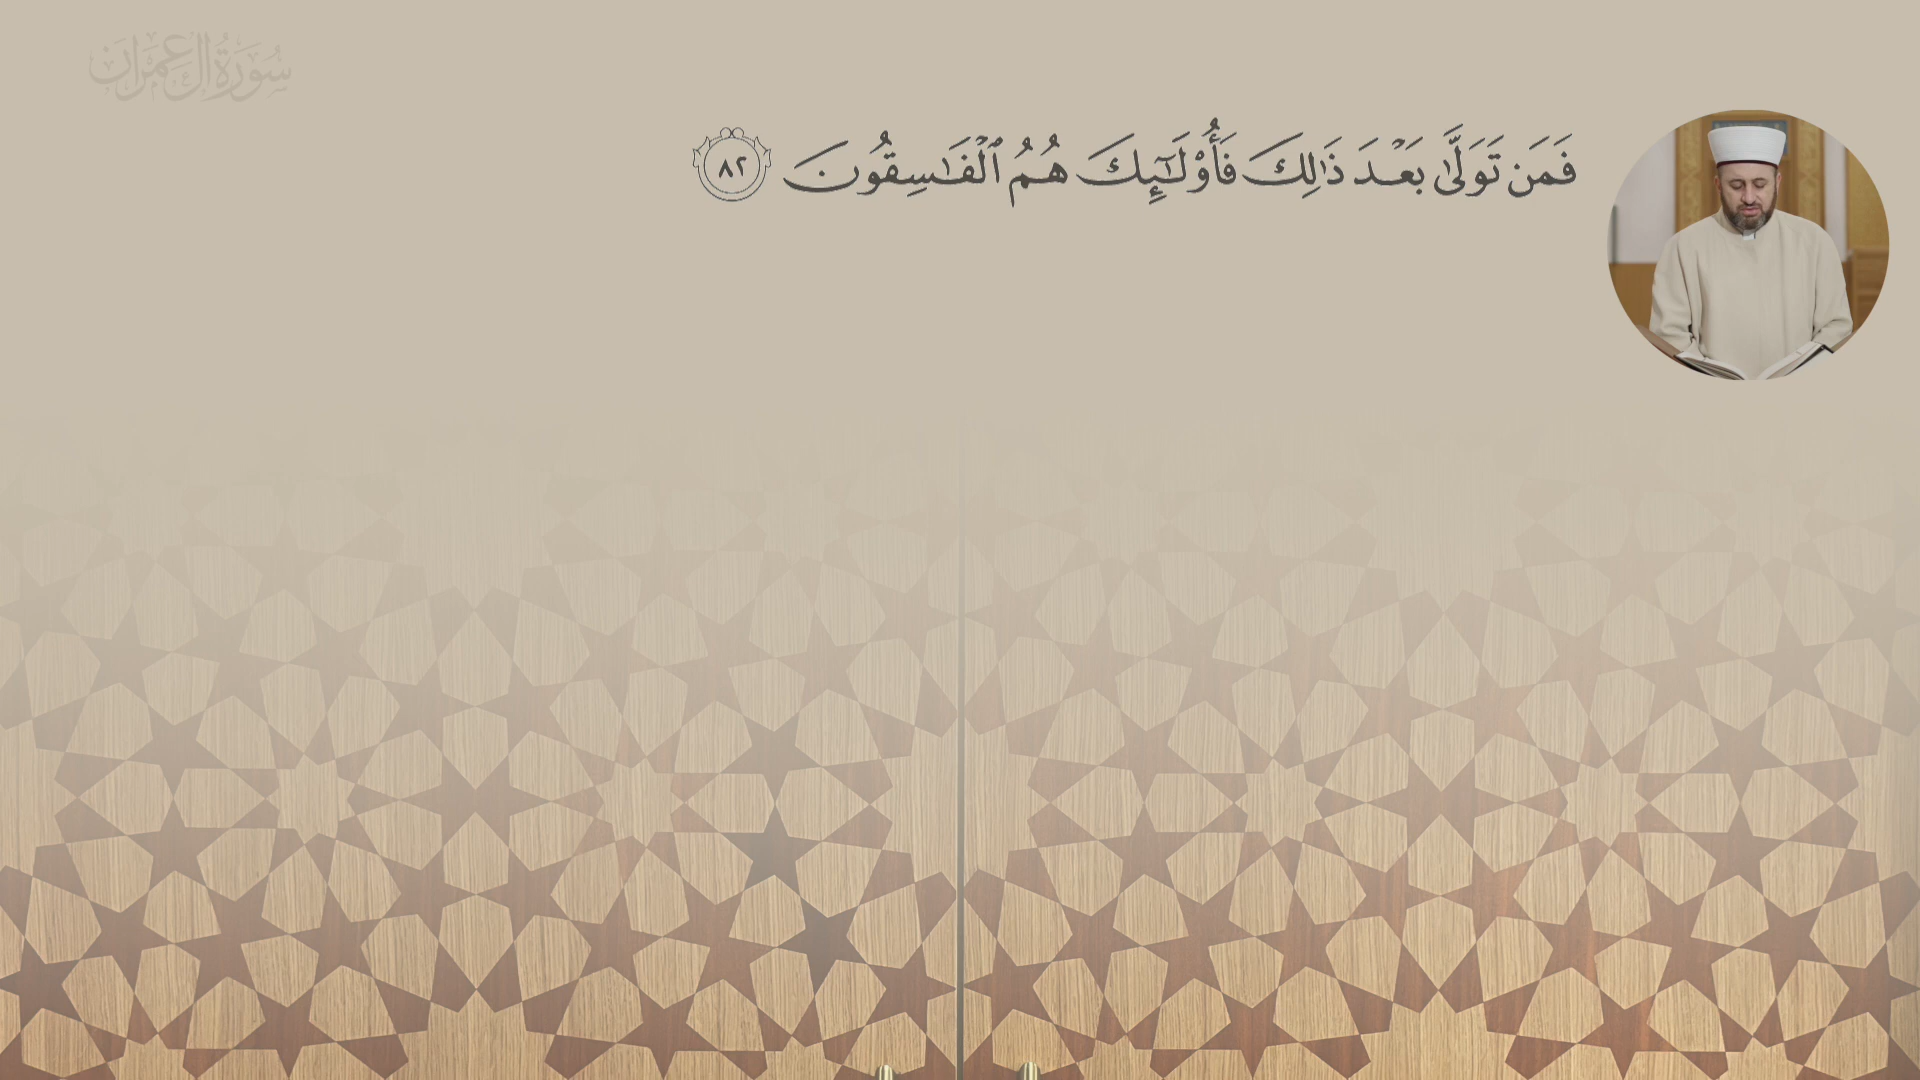 سُورَةُ آلِ عِمْرَان
فَمَن تَوَلَّىٰ بَعْدَ ذَٰلِكَ فَأُو۟لَـٰٓئِكَ هُمُ ٱلْفَـٰسِقُونَ ٨٢